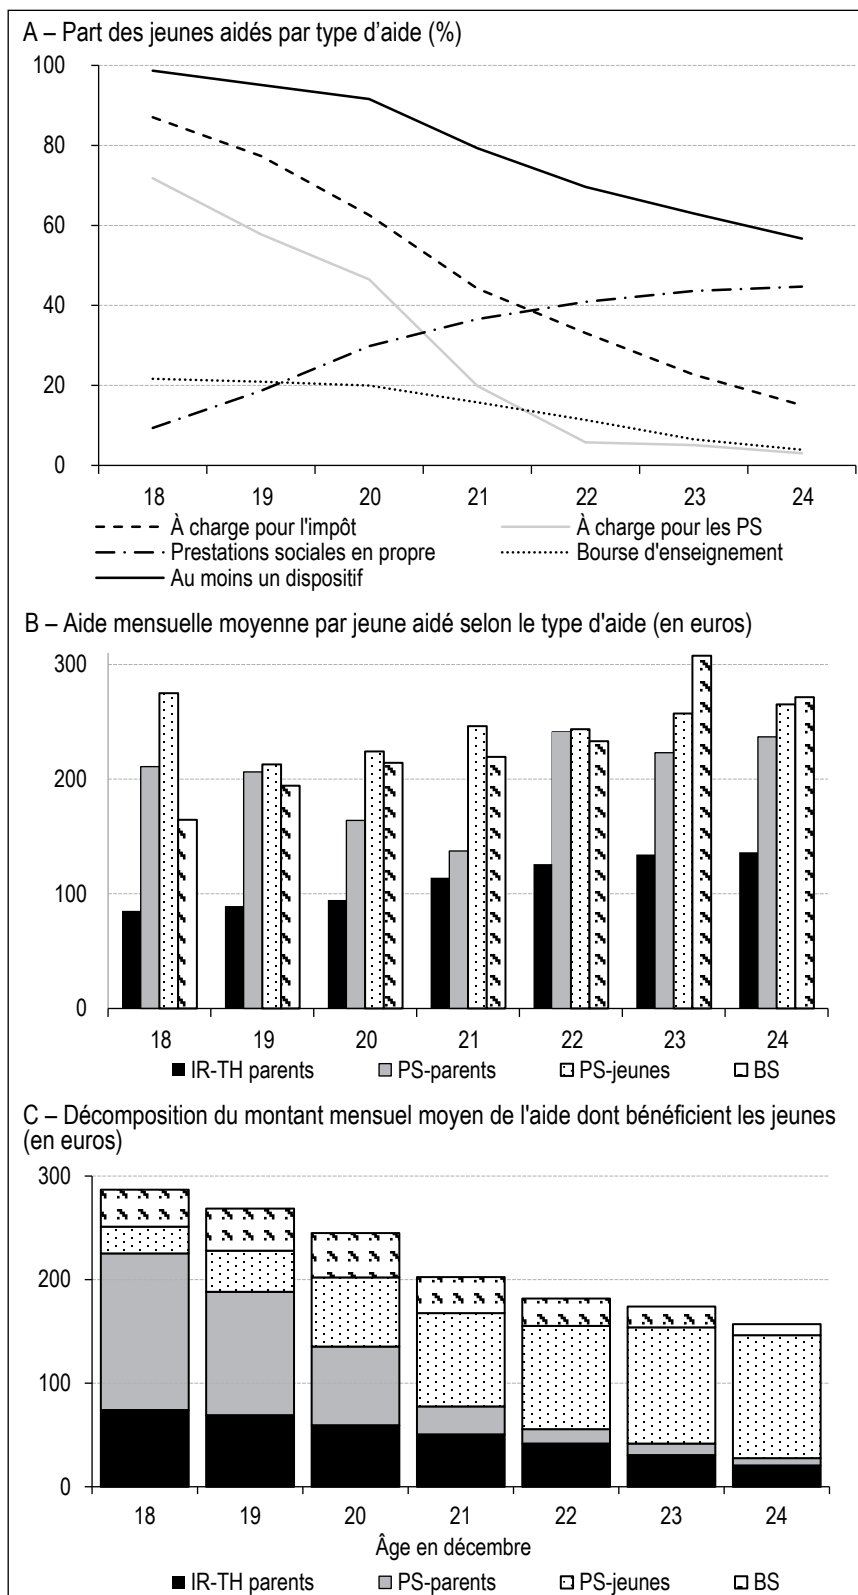 A – Part des jeunes aidés par type d’aide (%)
100
80
60
40
20
0
18 19 20 21 22 23 24
À charge pour l'impôt À charge pour les PS
Prestations sociales en propre Bourse d'enseignement
Au moins un dispositif
B – Aide mensuelle moyenne par jeune aidé selon le type d'aide (en euros)
300
200
100
0
18 19 20 21 22 23 24
IR-TH parents PS-parents PS-jeunes BS
C – Décomposition du montant mensuel moyen de l'aide dont bénéficient les jeunes
(en euros)
300
200
100
0
18 19 20 21 22 23 24
Âge en décembre
IR-TH parents PS-parents PS-jeunes BS